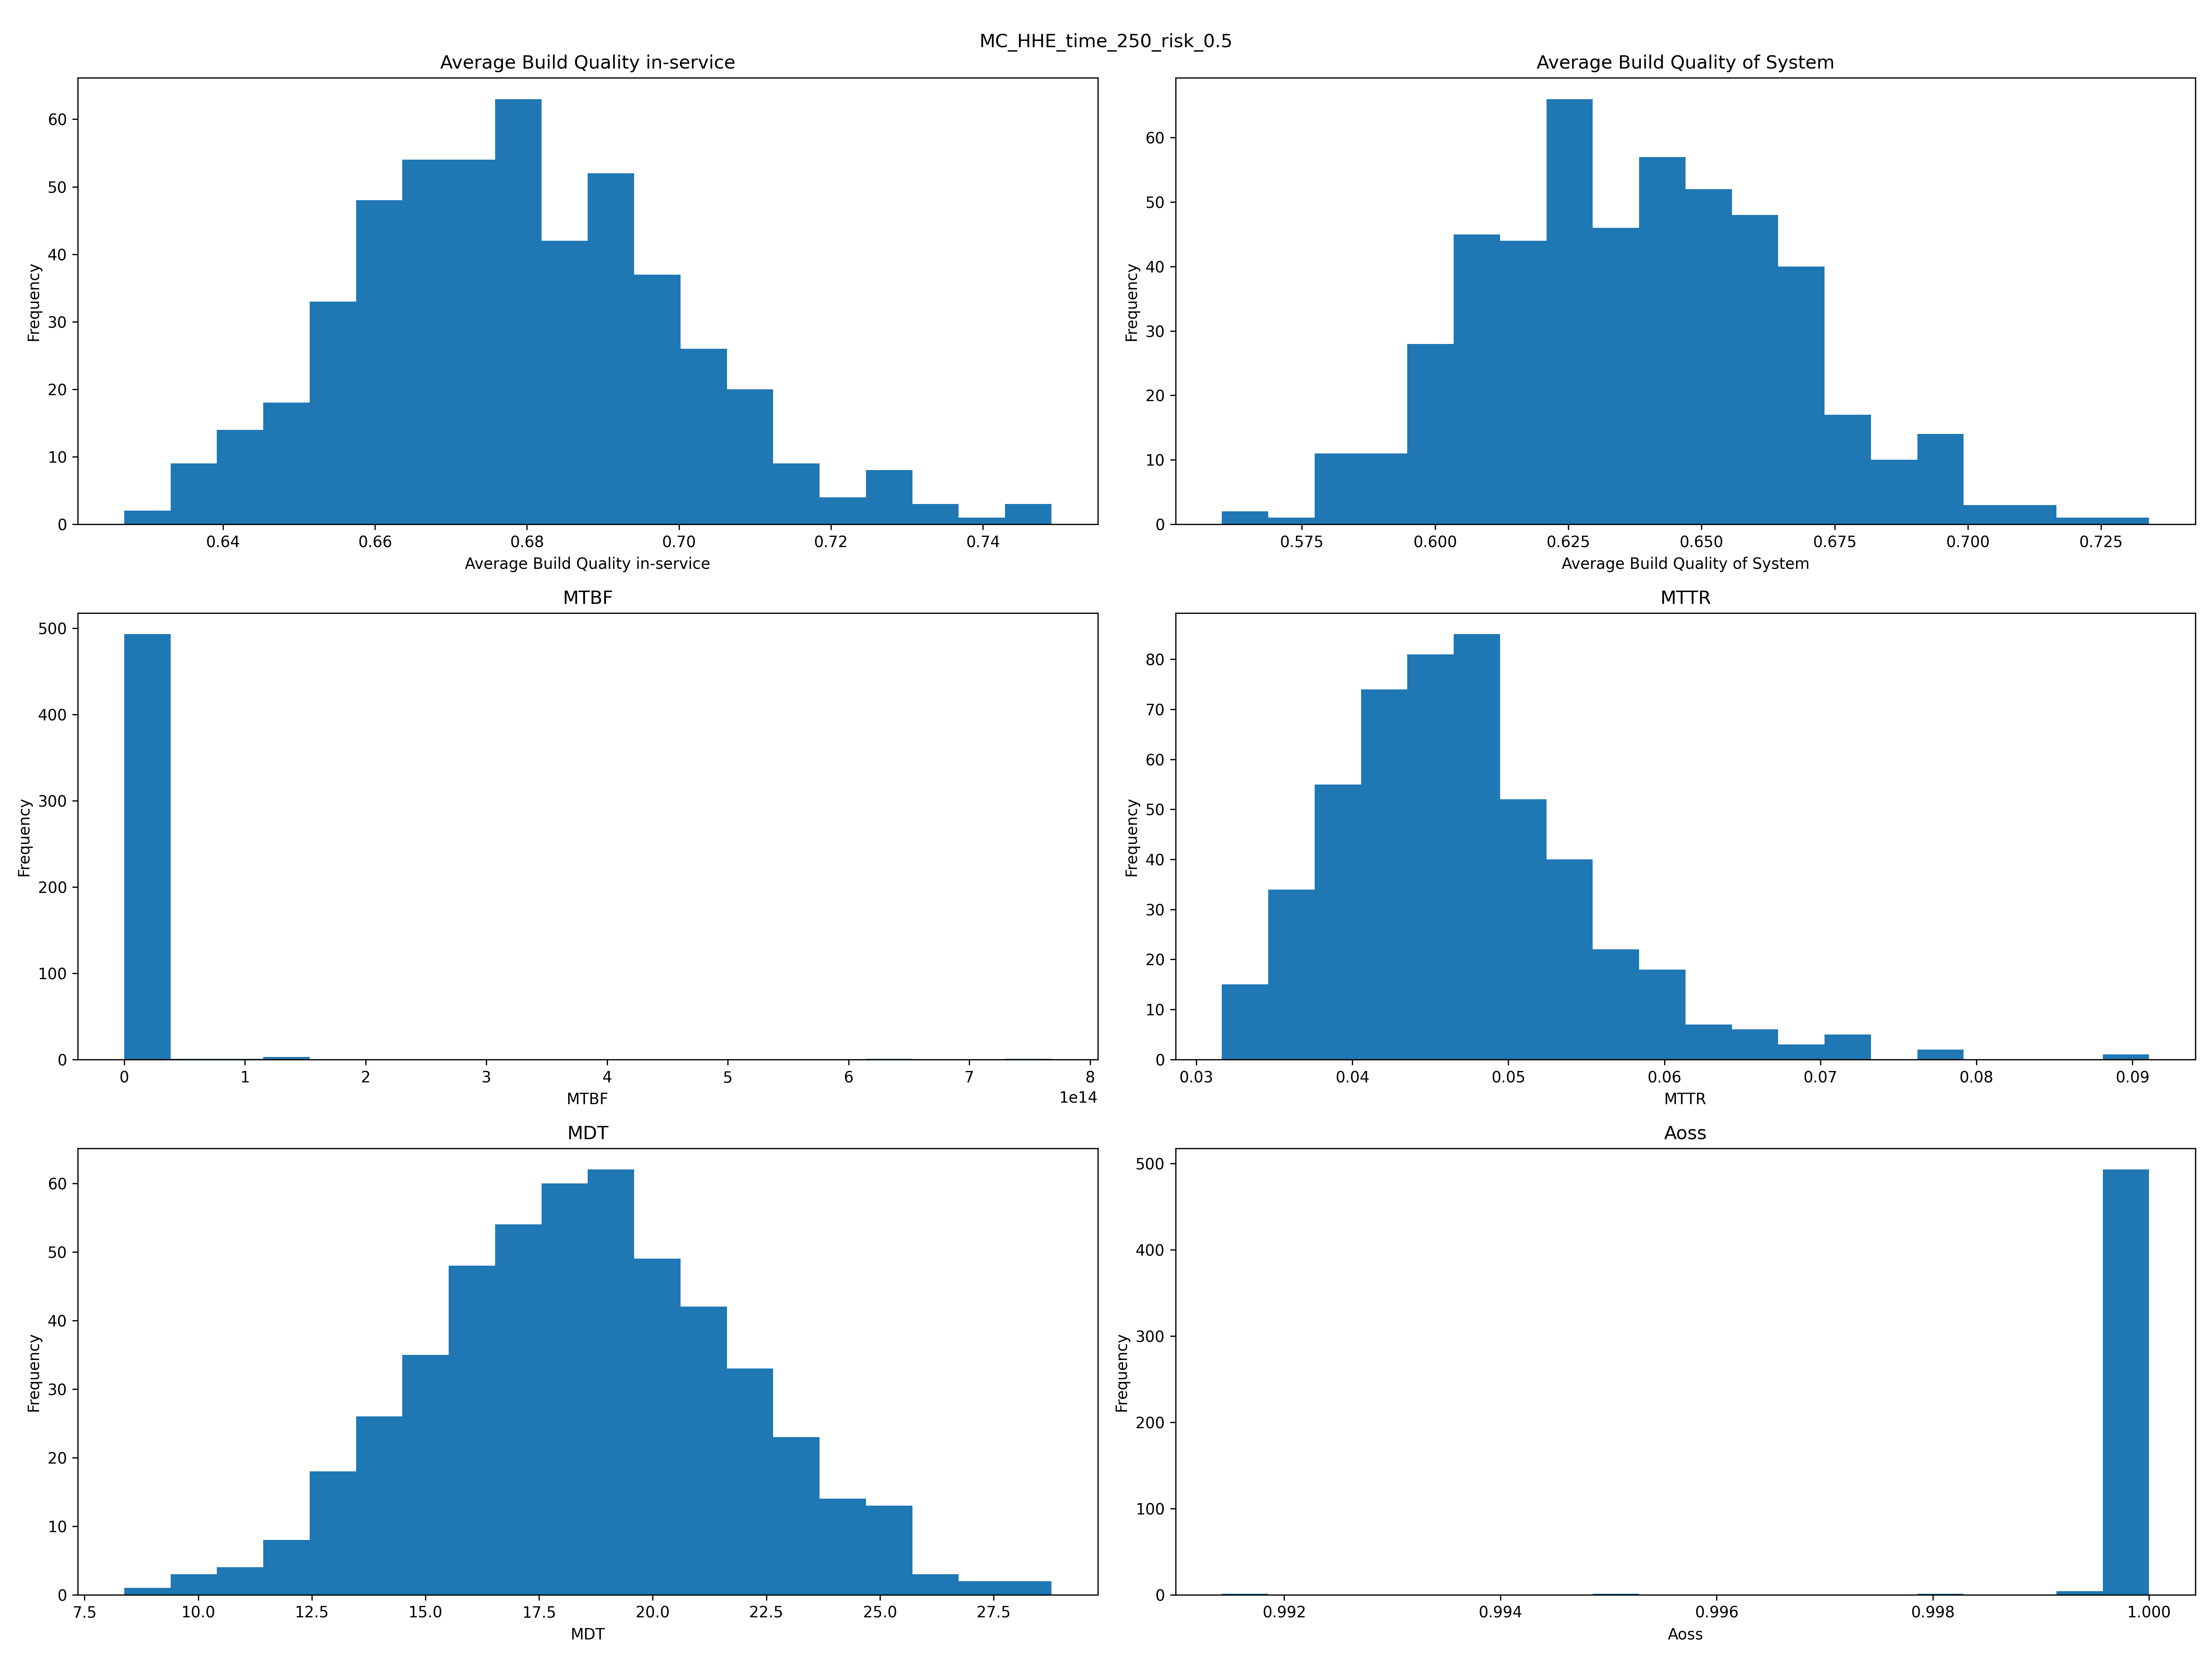 MC_HHE_time_250_risk_0.5
Average Build Quality in-service
Frequency
60
50
40
30
20
10
0
0.64 0.66 0.68 0.70 0.72 0.74
Average Build Quality in-service
Average Build Quality of System
Frequency
60
50
40
30
20
10
0
0.575 0.600 0.625 0.650 0.675 0.700 0.725
Average Build Quality of System
MTBF
Frequency
500
400
300
200
100
0
0 1 2 3 4 5 6 7 8
1e14
MTBF
MTTR
Frequency
80
70
60
50
40
30
20
10
0
0.03 0.04 0.05 0.06 0.07 0.08 0.09
MTTR
MDT
Frequency
60
50
40
30
20
10
0
7.5 10.0 12.5 15.0 17.5 20.0 22.5 25.0 27.5
MDT
Aoss
Frequency
500
400
300
200
100
0
0.992 0.994 0.996 0.998 1.000
Aoss